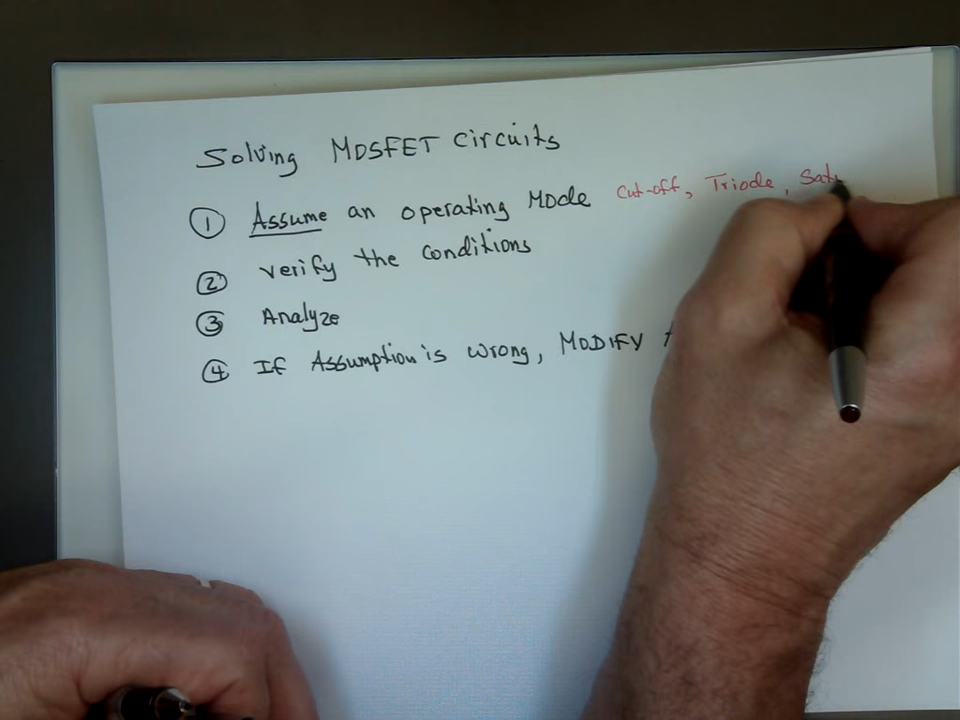 Solving MOSFET Circuits
① Assume an operating Mode Cut-off, Triode, Satu
② verify the conditions
③ Analyze
④ If Assumption is wrong, MODIFY